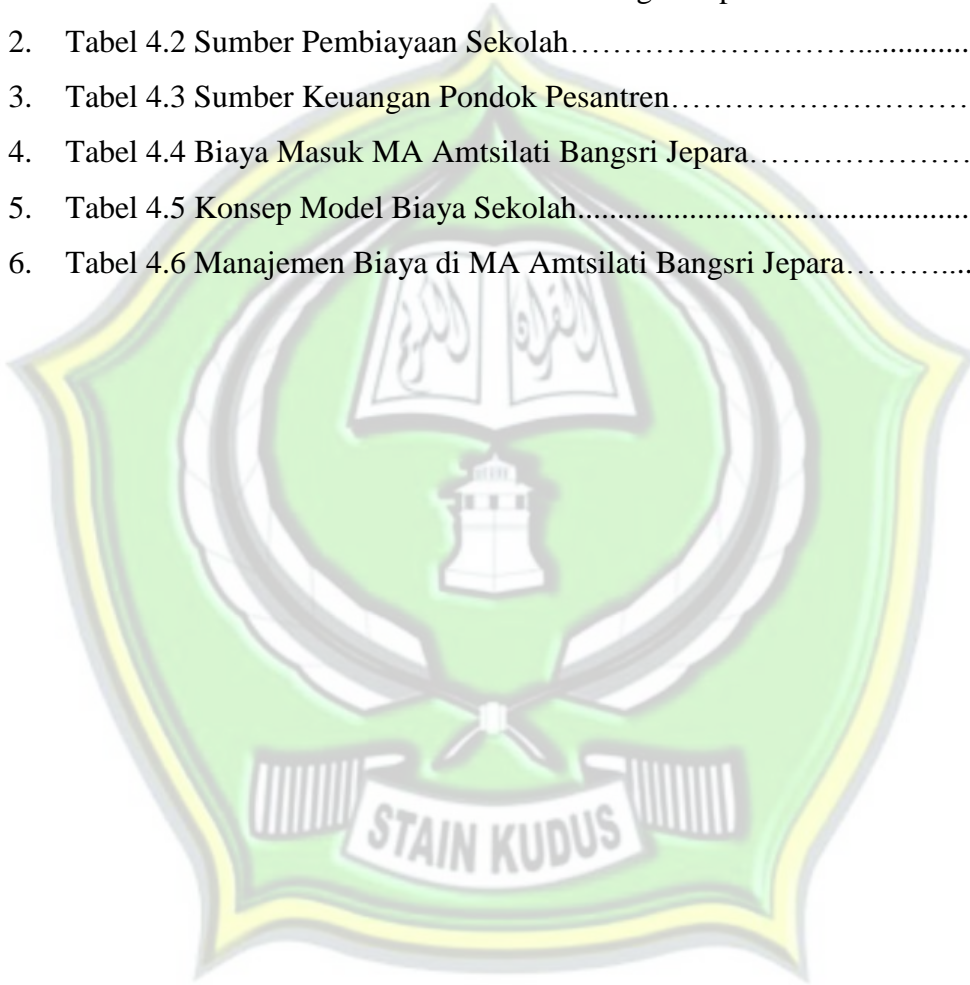 2. Tabel 4.2 Sumber Pembiayaan Sekolah……………………….............
3. Tabel 4.3 Sumber Keuangan Pondok Pesantren……………………….
4. Tabel 4.4 Biaya Masuk MA Amtsilati Bangsri Jepara…………………
5. Tabel 4.5 Konsep Model Biaya Sekolah................................................
6. Tabel 4.6 Manajemen Biaya di MA Amtsilati Bangsri Jepara………....
STAIN KUDUS